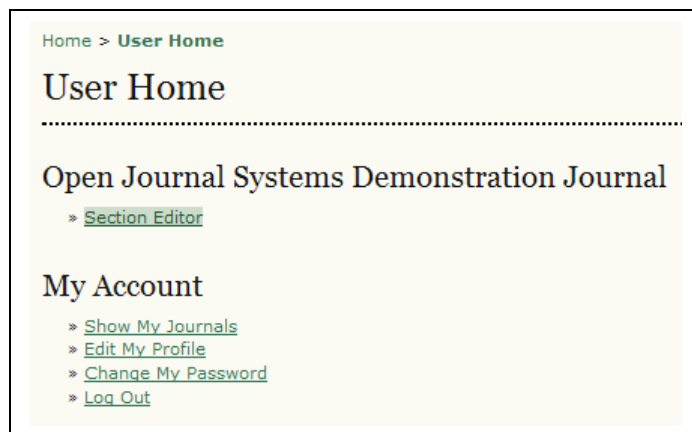 Home > User Home
User Home
Open Journal Systems Demonstration Journal
» Section Editor
My Account
» Show My Journals
» Edit My Profile
» Change My Password
» Log Out